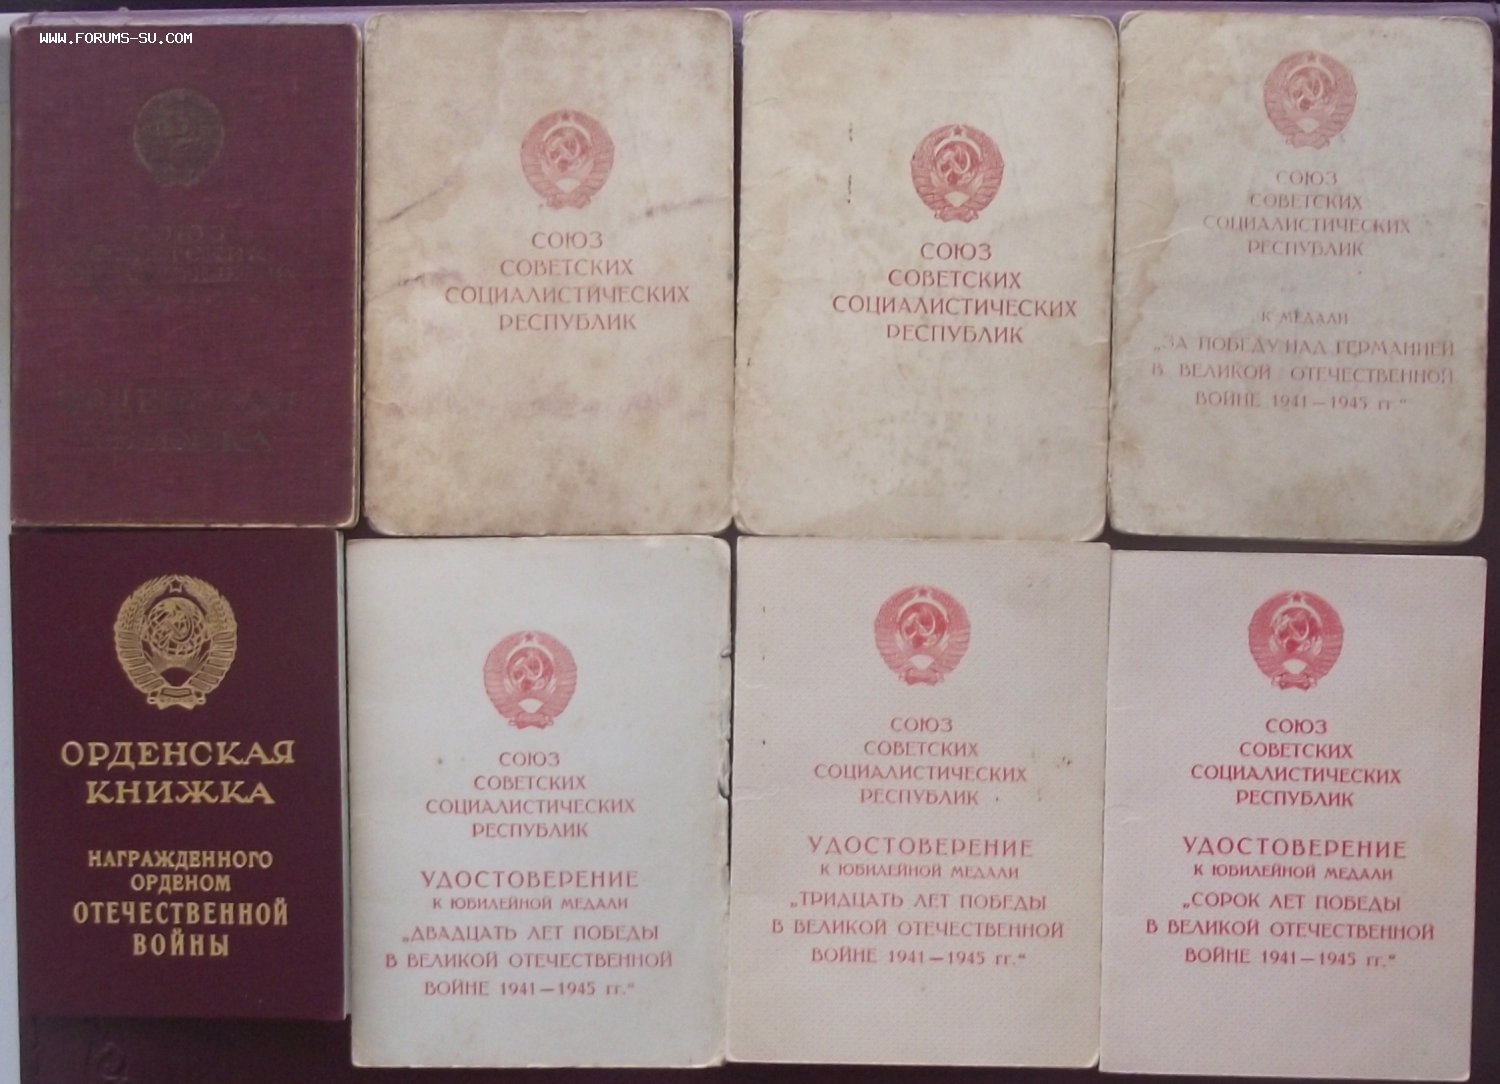 WWW.FORUMS-SU.COM
СОЮЗ
СОВЕТСКИХ
СОЮЗ
СОВЕТСКИХ
СОЦИАЛИСТИЧЕСКИХ
РЕСПУБЛИК
СОЮЗ
СОВЕТСКИХ
СОЦИАЛИСТИЧЕСКИХ
РЕСПУБЛИК
СОЮЗ
СОВЕТСКИХ
СОЦИАЛИСТИЧЕСКИХ
РЕСПУБЛИК
К МЕДАЛИ
„ЗА ПОБЕДУ НАД ГЕРМАНИЕЙ
В ВЕЛИКОЙ ОТЕЧЕСТВЕННОЙ
ВОЙНЕ 1941—1945 гг“
ОРДЕНСКАЯ
КНИЖКА
НАГРАЖДЕННОГО
ОРДЕНОМ
ОТЕЧЕСТВЕННОЙ
ВОЙНЫ
СОЮЗ
СОВЕТСКИХ
СОЦИАЛИСТИЧЕСКИХ
РЕСПУБЛИК
УДОСТОВЕРЕНИЕ
К ЮБИЛЕЙНОЙ МЕДАЛИ
„ДВАДЦАТЬ ЛЕТ ПОБЕДЫ
В ВЕЛИКОЙ ОТЕЧЕСТВЕННОЙ
ВОЙНЕ 1941—1945 гг.“
СОЮЗ
СОВЕТСКИХ
СОЦИАЛИСТИЧЕСКИХ
РЕСПУБЛИК
УДОСТОВЕРЕНИЕ
К ЮБИЛЕЙНОЙ МЕДАЛИ
„ТРИДЦАТЬ ЛЕТ ПОБЕДЫ
В ВЕЛИКОЙ ОТЕЧЕСТВЕННОЙ
ВОЙНЕ 1941—1945 гг.“
СОЮЗ
СОВЕТСКИХ
СОЦИАЛИСТИЧЕСКИХ
РЕСПУБЛИК
УДОСТОВЕРЕНИЕ
К ЮБИЛЕЙНОЙ МЕДАЛИ
„СОРОК ЛЕТ ПОБЕДЫ
В ВЕЛИКОЙ ОТЕЧЕСТВЕННОЙ
ВОЙНЕ 1941—1945 гг.“